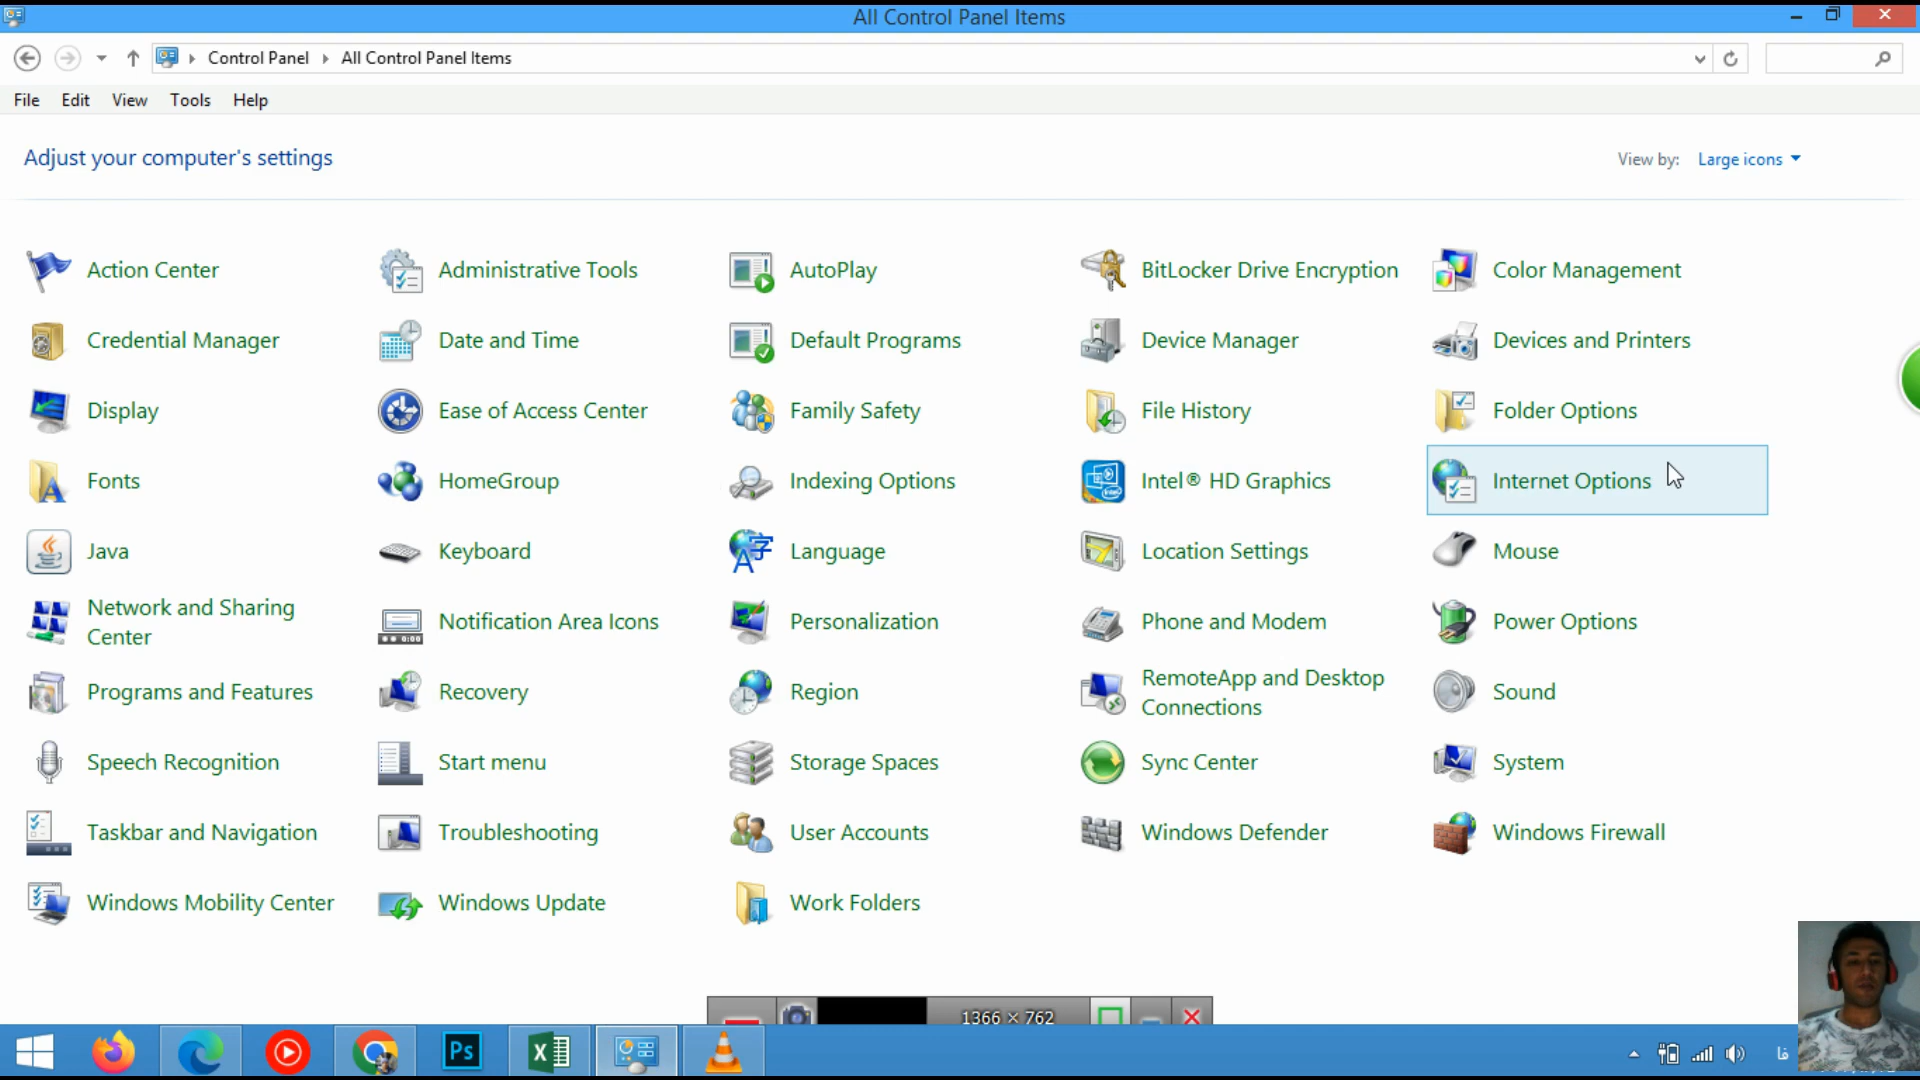 All Control Panel Items
Control Panel
All Control Panel Items
File Edit View Tools Help
Adjust your computer's settings
View by: Large icons
Action Center
Administrative Tools
AutoPlay
BitLocker Drive Encryption
Color Management
Credential Manager
Date and Time
Default Programs
Device Manager
Devices and Printers
Display
Ease of Access Center
Family Safety
File History
Folder Options
Fonts
HomeGroup
Indexing Options
Intel® HD Graphics
Internet Options
Java
Keyboard
Language
Location Settings
Mouse
Network and Sharing
Center
Notification Area Icons
Personalization
Phone and Modem
Power Options
Programs and Features
Recovery
Region
RemoteApp and Desktop
Connections
Sound
Speech Recognition
Start menu
Storage Spaces
Sync Center
System
Taskbar and Navigation
Troubleshooting
User Accounts
Windows Defender
Windows Firewall
Windows Mobility Center
Windows Update
Work Folders
1366 × 762
Ps
فا